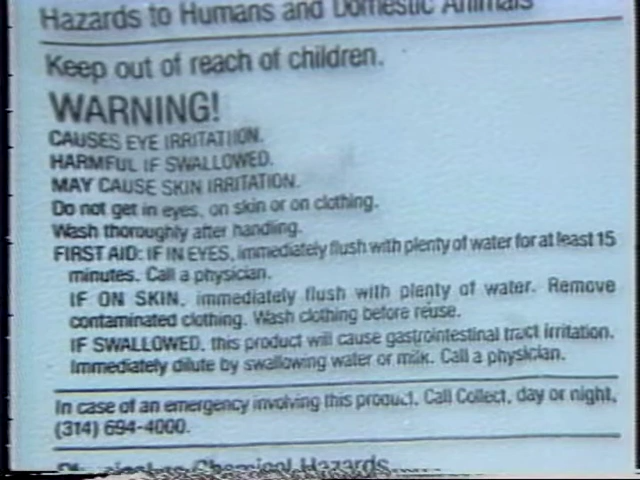 Hazards to Humans and Domestic Animals
Keep out of reach of children.
WARNING!
CAUSES EYE IRRITATION.
HARMFUL IF SWALLOWED.
MAY CAUSE SKIN IRRITATION.
Do not get in eyes, on skin or on clothing.
Wash thoroughly after handling.
FIRST AID: IF IN EYES, immediately flush with plenty of water for at least 15
minutes. Call a physician.
IF ON SKIN, immediately flush with plenty of water. Remove
contaminated clothing. Wash clothing before reuse.
IF SWALLOWED, this product will cause gastrointestinal tract irritation.
Immediately dilute by swallowing water or milk. Call a physician.
In case of an emergency involving this product, Call Collect, day or night,
(314) 694-4000.
Chemical Hazards